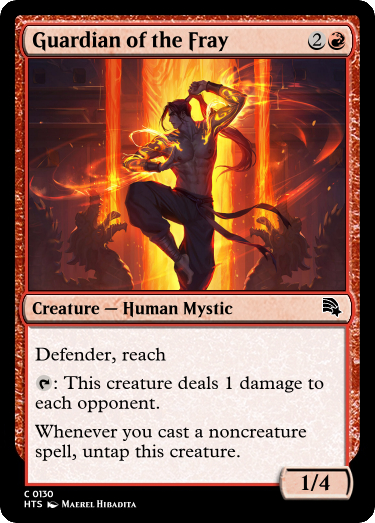 Guardian of the Fray 2
Creature — Human Mystic
Defender, reach
: This creature deals 1 damage to
each opponent.
Whenever you cast a noncreature
spell, untap this creature.
1/4
C 0130
HTS Maerel Hibadita